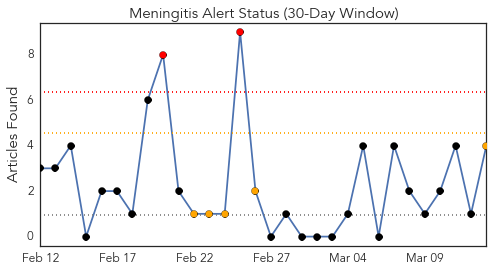 Meningitis Alert Status (30-Day Window)
Articles Found
8
6
4
2
0
Feb 12 Feb 17 Feb 22 Feb 27 Mar 04 Mar 09